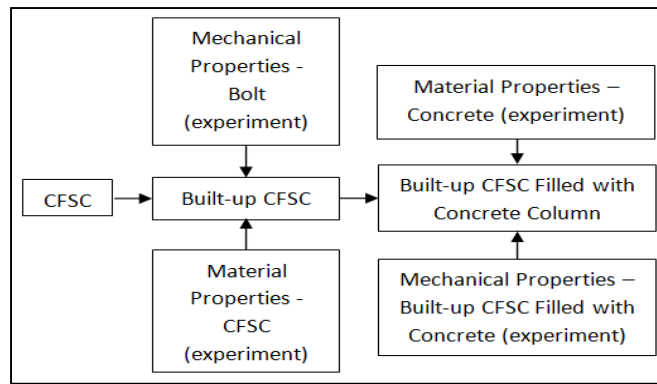 Mechanical
Properties -
Bolt
(experiment)
Material Properties –
Concrete (experiment)
CFSC
Built-up CFSC
Built-up CFSC Filled with
Concrete Column
Material
Properties -
CFSC
(experiment)
Mechanical Properties –
Built-up CFSC Filled with
Concrete (experiment)